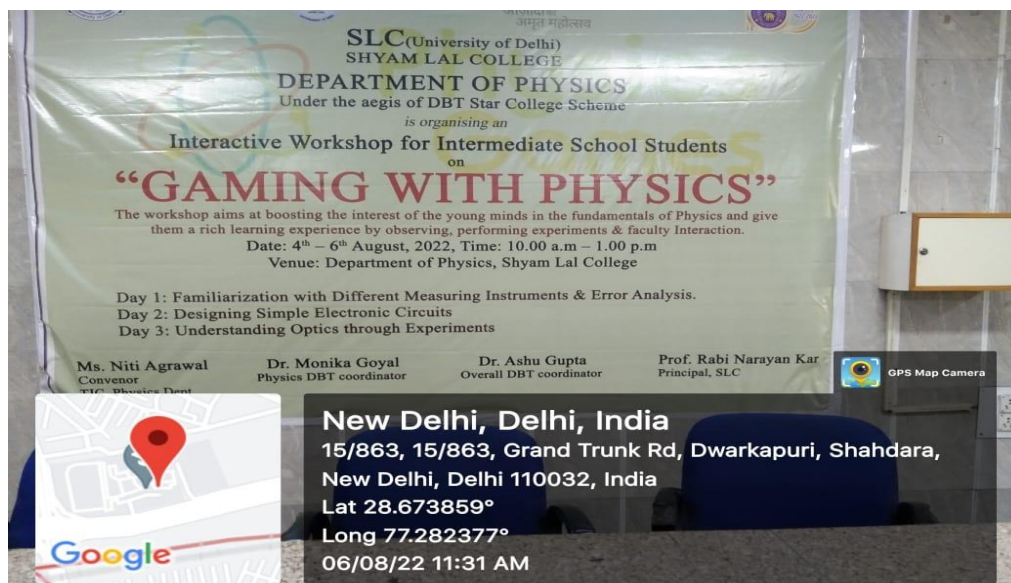 अमृत महोत्सव
SLC(University of Delhi)
SHYAM LAL COLLEGE
DEPARTMENT OF PHYSICS
Under the aegis of DBT Star College Scheme
is organising an
Interactive Workshop for Intermediate School Students
on
“GAMING WITH PHYSICS”
The workshop aims at boosting the interest of the young minds in the fundamentals of Physics and give
them a rich learning experience by observing, performing experiments & faculty Interaction.
Date: 4th – 6th August, 2022, Time: 10.00 a.m – 1.00 p.m
Venue: Department of Physics, Shyam Lal College
Day 1: Familiarization with Different Measuring Instruments & Error Analysis.
Day 2: Designing Simple Electronic Circuits
Day 3: Understanding Optics through Experiments
Ms. Niti Agrawal
Convenor
TIC, Physics Dept
Dr. Monika Goyal
Physics DBT coordinator
Dr. Ashu Gupta
Overall DBT coordinator
Prof. Rabi Narayan Kar
Principal, SLC
GPS Map Camera
New Delhi, Delhi, India
15/863, 15/863, Grand Trunk Rd, Dwarkapuri, Shahdara,
New Delhi, Delhi 110032, India
Lat 28.673859°
Long 77.282377°
06/08/22 11:31 AM
Google